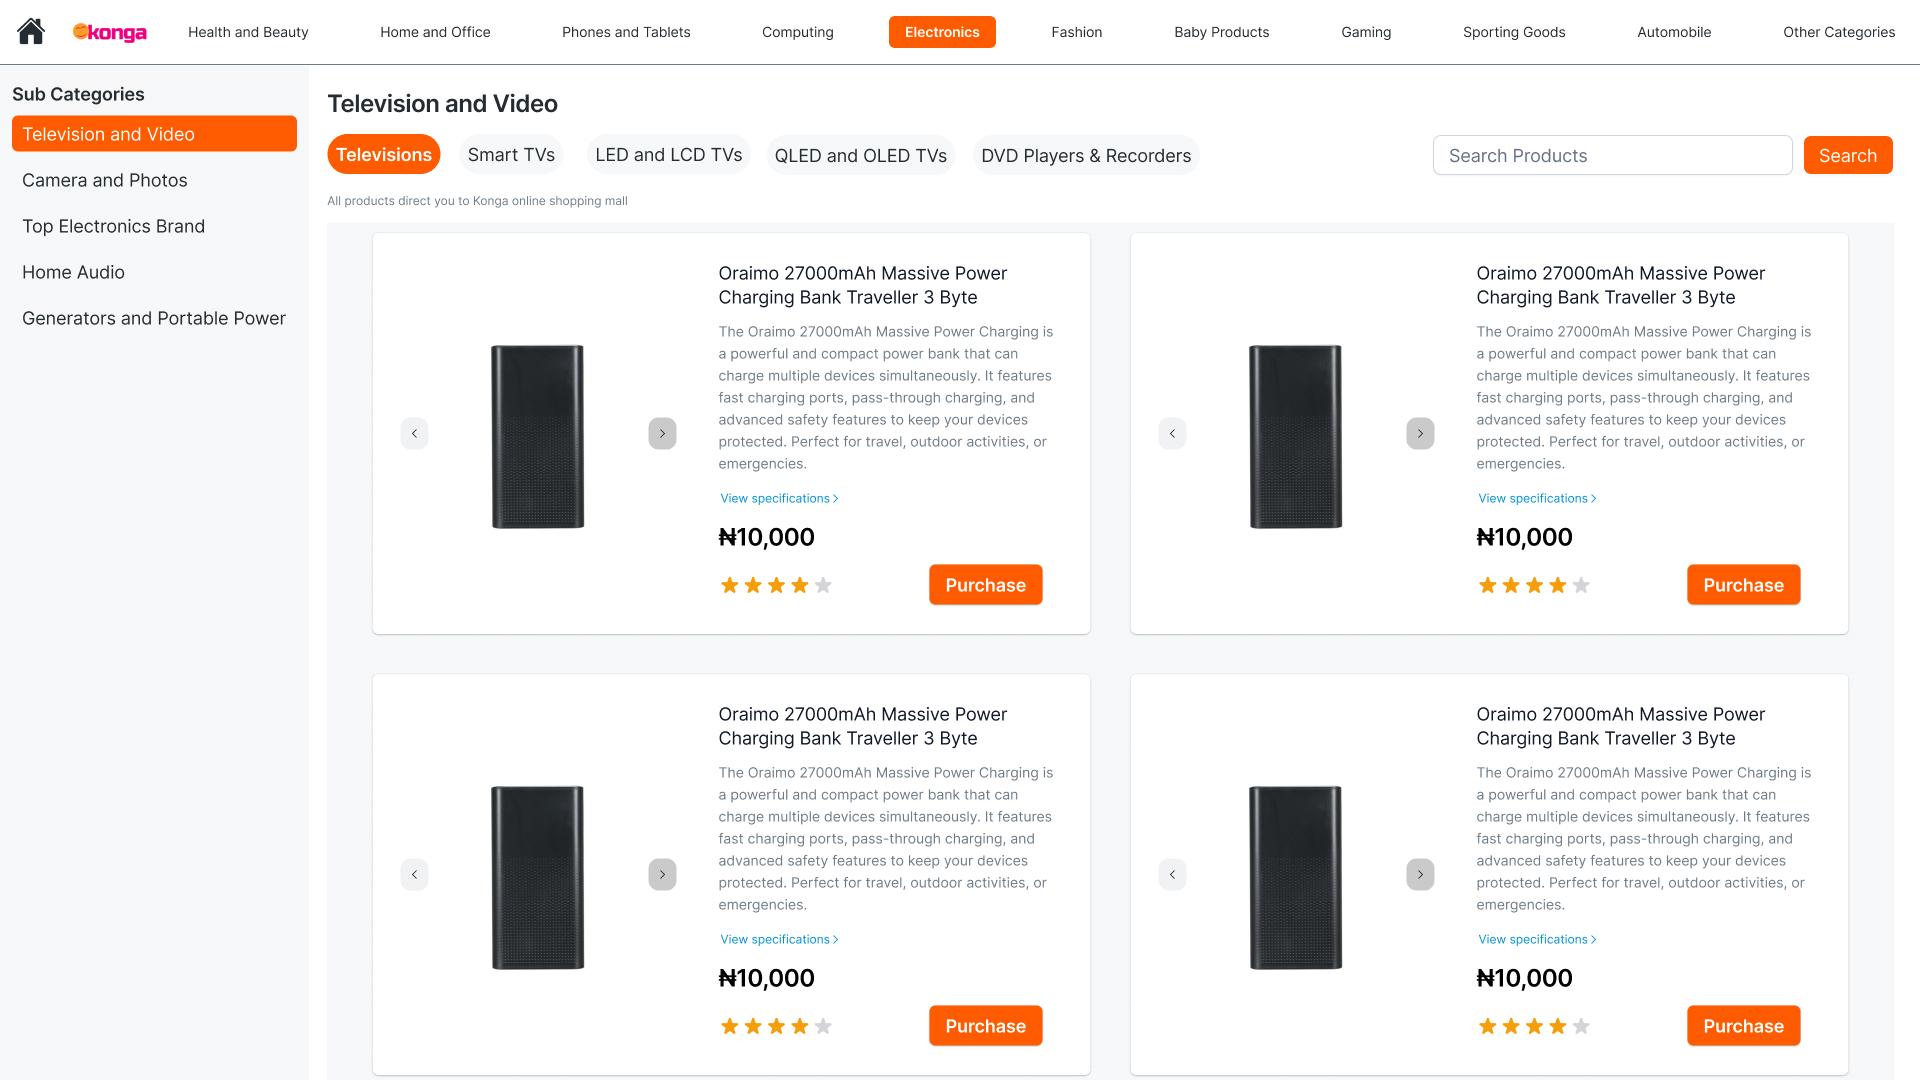 konga
Health and Beauty
Home and Office
Phones and Tablets
Computing
Electronics
Fashion
Baby Products
Gaming
Sporting Goods
Automobile
Other Categories
Sub Categories
Television and Video
Camera and Photos
Top Electronics Brand
Home Audio
Generators and Portable Power
Television and Video
Televisions
Smart TVs
LED and LCD TVs
QLED and OLED TVs
DVD Players & Recorders
Search Products
Search
All products direct you to Konga online shopping mall
Oraimo 27000mAh Massive Power
Charging Bank Traveller 3 Byte
The Oraimo 27000mAh Massive Power Charging is
a powerful and compact power bank that can
charge multiple devices simultaneously. It features
fast charging ports, pass-through charging, and
advanced safety features to keep your devices
protected. Perfect for travel, outdoor activities, or
emergencies.
View specifications
₦10,000
Purchase
Oraimo 27000mAh Massive Power
Charging Bank Traveller 3 Byte
The Oraimo 27000mAh Massive Power Charging is
a powerful and compact power bank that can
charge multiple devices simultaneously. It features
fast charging ports, pass-through charging, and
advanced safety features to keep your devices
protected. Perfect for travel, outdoor activities, or
emergencies.
View specifications
₦10,000
Purchase
Oraimo 27000mAh Massive Power
Charging Bank Traveller 3 Byte
The Oraimo 27000mAh Massive Power Charging is
a powerful and compact power bank that can
charge multiple devices simultaneously. It features
fast charging ports, pass-through charging, and
advanced safety features to keep your devices
protected. Perfect for travel, outdoor activities, or
emergencies.
View specifications
₦10,000
Purchase
Oraimo 27000mAh Massive Power
Charging Bank Traveller 3 Byte
The Oraimo 27000mAh Massive Power Charging is
a powerful and compact power bank that can
charge multiple devices simultaneously. It features
fast charging ports, pass-through charging, and
advanced safety features to keep your devices
protected. Perfect for travel, outdoor activities, or
emergencies.
View specifications
₦10,000
Purchase